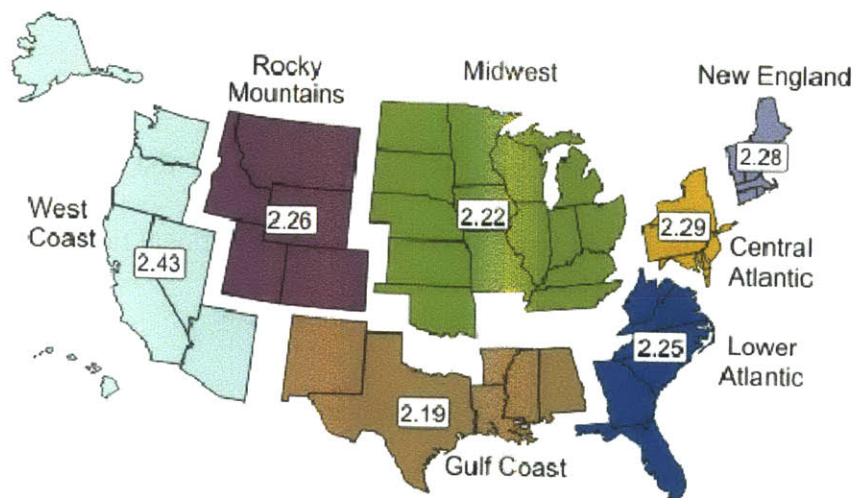 Rocky
Mountains
Midwest
New England
West
Coast
2.43
2.26
2.22
2.28
2.29
Central
Atlantic
2.25
Lower
Atlantic
2.19
Gulf Coast